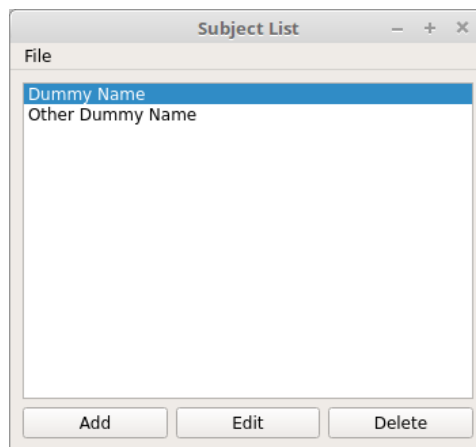 Subject List
File
Dummy Name
Other Dummy Name
Add Edit Delete